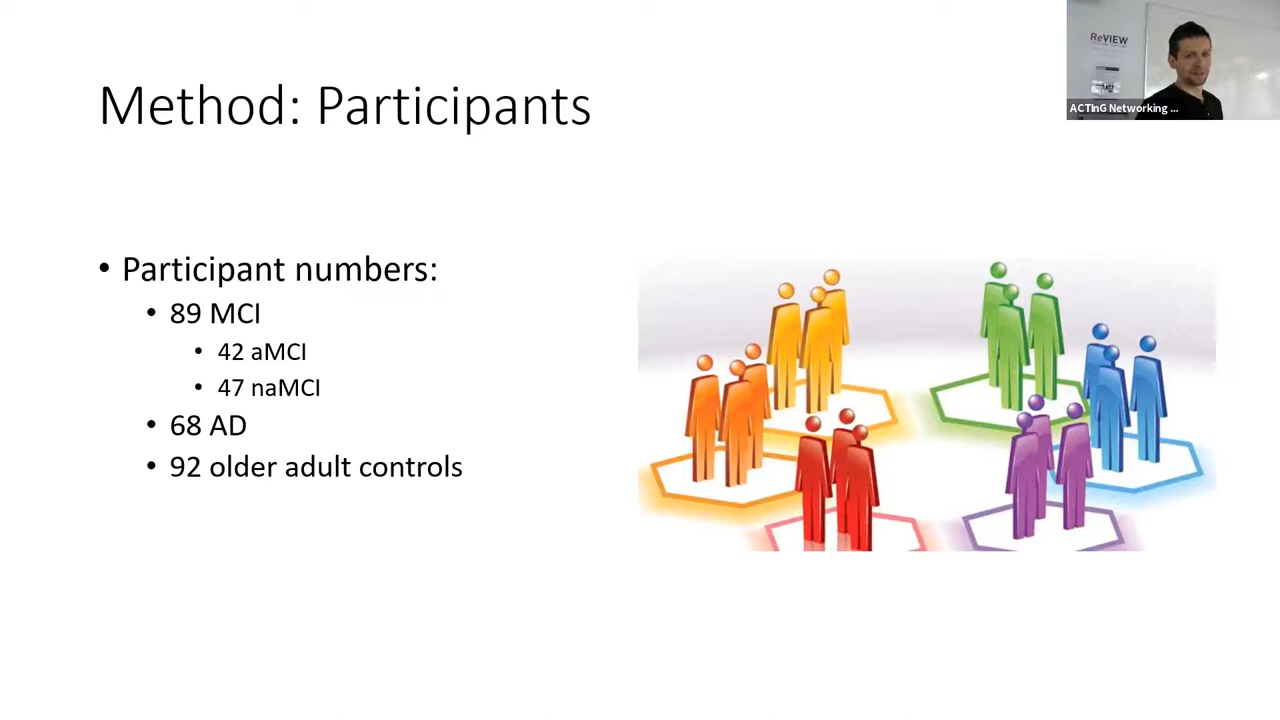 Method: Participants
ReVIEW
ACTInG Networking ...
• Participant numbers:
• 89 MCI
• 42 aMCI
• 47 naMCI
• 68 AD
• 92 older adult controls